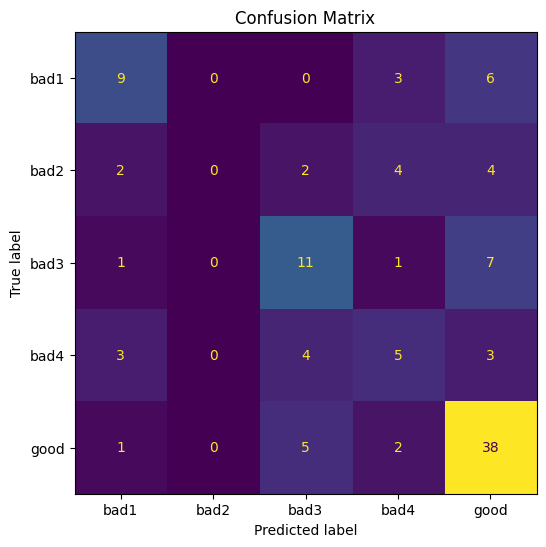 Confusion Matrix
True label
bad1 9 0 0 3 6
bad2 2 0 2 4 4
bad3 1 0 11 1 7
bad4 3 0 4 5 3
good 1 0 5 2 38
bad1 bad2 bad3 bad4 good
Predicted label